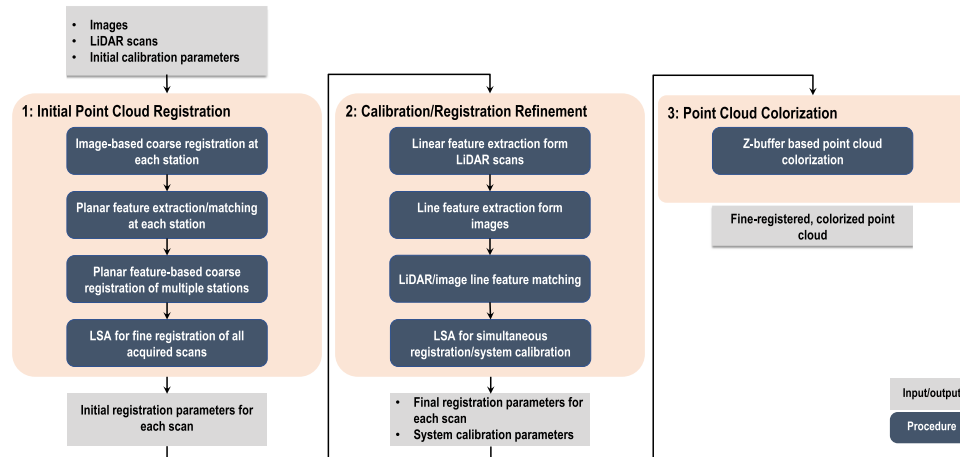 • Images
• LiDAR scans
• Initial calibration parameters
1: Initial Point Cloud Registration
Image-based coarse registration at
each station
Planar feature extraction/matching
at each station
Planar feature-based coarse
registration of multiple stations
LSA for fine registration of all
acquired scans
Initial registration parameters for
each scan
2: Calibration/Registration Refinement
Linear feature extraction form
LiDAR scans
Line feature extraction form
images
LiDAR/image line feature matching
LSA for simultaneous
registration/system calibration
• Final registration parameters for
each scan
• System calibration parameters
3: Point Cloud Colorization
Z-buffer based point cloud
colorization
Fine-registered, colorized point
cloud
Input/output
Procedure